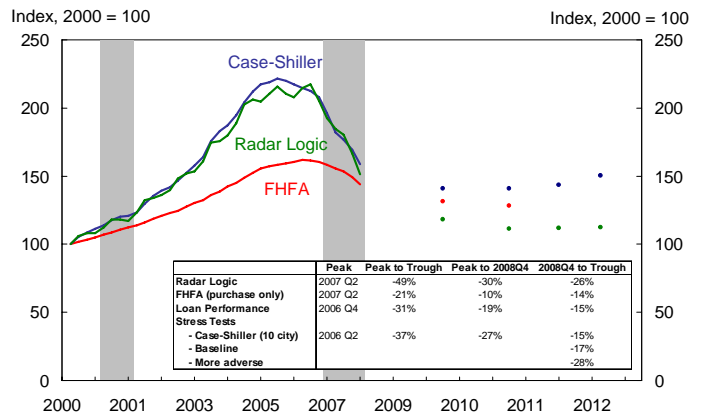 Index, 2000 = 100
Index, 2000 = 100
250
250
Case-Shiller
200
200
Radar Logic
150
150
FHFA
100
100
Peak Peak to Trough Peak to 2008Q4 2008Q4 to Trough
Radar Logic 2007 Q2 -49% -30% -26%
FHFA (purchase only) 2007 Q2 -21% -10% -14%
Loan Performance 2006 Q4 -31% -19% -15%
Stress Tests
- Case-Shiller (10 city) 2006 Q2 -37% -27% -15%
- Baseline -17%
- More adverse -28%
50
50
0
0
2000 2001 2002 2004 2005 2006 2007 2009 2010 2011 2012